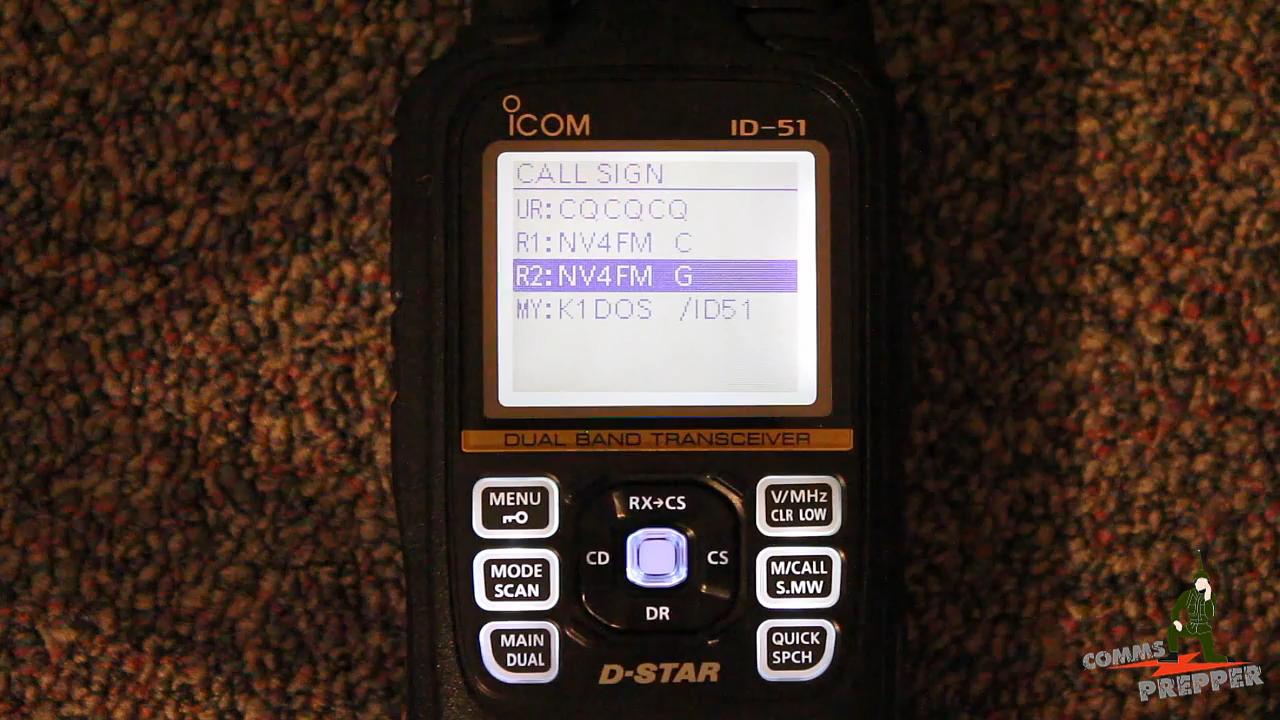 ICOM
ID-51
CALL SIGN
UR:CQCQCQ
R1:NV4FM C
R2:NV4FM G
MY:K1DOS /ID51
DUAL BAND TRANSCEIVER
MENU
RX→CS
V/MHz
CLR LOW
CD
CS
MODE
SCAN
M/CALL
S.MW
DR
MAIN
DUAL
QUICK
SPCH
D-STAR
COMMS
PREPPER